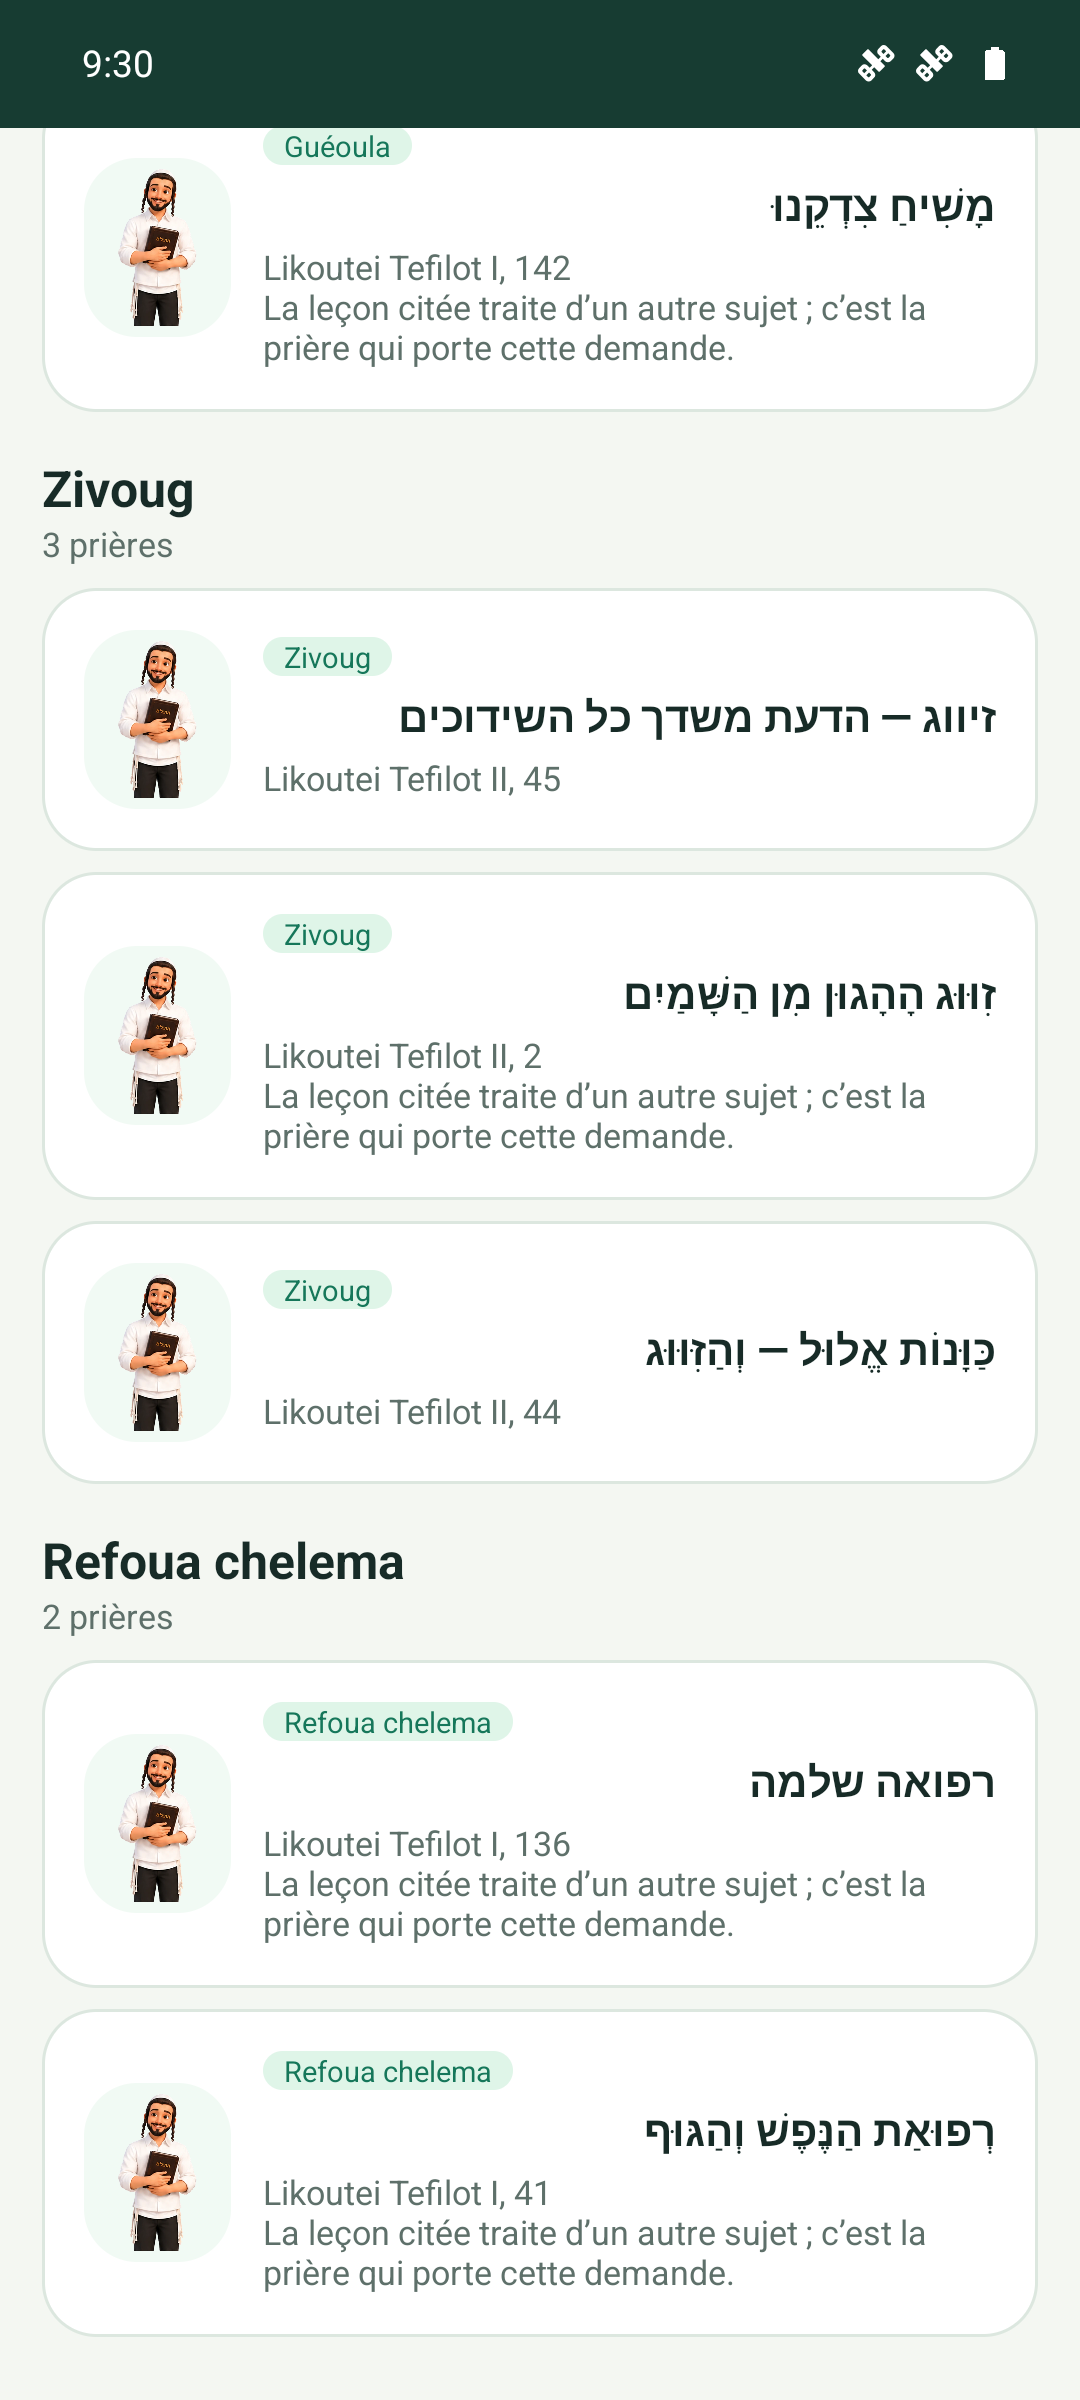 9:30
Guéoula
מָשִׁיחַ צִדְקֵנוּ
Likoutei Tefilot I, 142
La leçon citée traite d’un autre sujet ; c’est la
prière qui porte cette demande.
Zivoug
3 prières
Zivoug
זיווג – הדעת משדך כל השידוכים
Likoutei Tefilot II, 45
Zivoug
זִוּוּג הָהָגוּן מִן הַשָּׁמַיִם
Likoutei Tefilot II, 2
La leçon citée traite d’un autre sujet ; c’est la
prière qui porte cette demande.
Zivoug
כַּוָּנוֹת אֱלוּל – וְהַזִּוּוּג
Likoutei Tefilot II, 44
Refoua chelema
2 prières
Refoua chelema
רפואה שלמה
Likoutei Tefilot I, 136
La leçon citée traite d’un autre sujet ; c’est la
prière qui porte cette demande.
Refoua chelema
רְפוּאַת הַנֶּפֶשׁ וְהַגּוּף
Likoutei Tefilot I, 41
La leçon citée traite d’un autre sujet ; c’est la
prière qui porte cette demande.